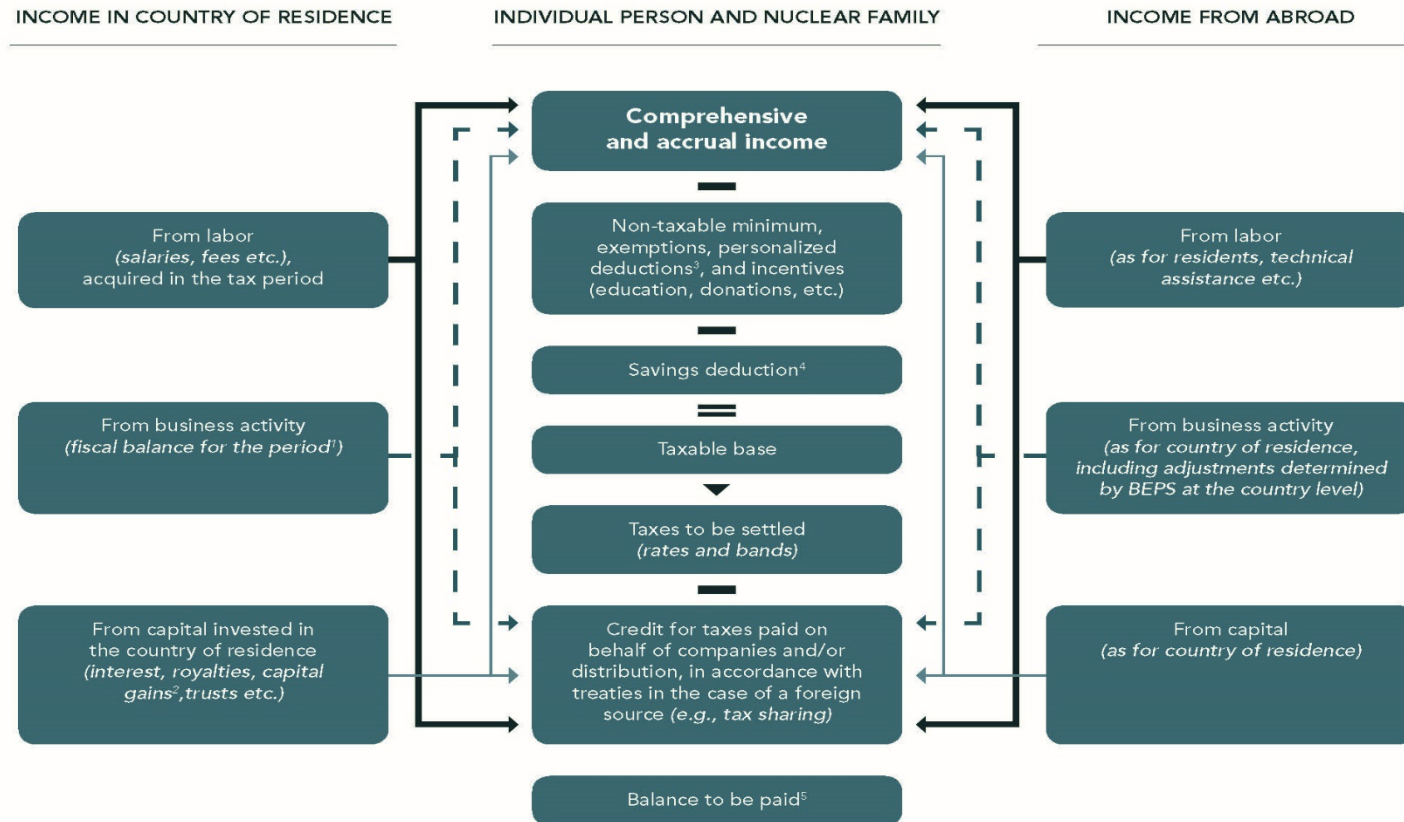 INCOME IN COUNTRY OF RESIDENCE
INDIVIDUAL PERSON AND NUCLEAR FAMILY
INCOME FROM ABROAD
Comprehensive
and accrual income
Non-taxable minimum,
exemptions, personalized
deductions³, and incentives
(education, donations, etc.)
Savings deduction⁴
Taxable base
Taxes to be settled
(rates and bands)
Credit for taxes paid on
behalf of companies and/or
distribution, in accordance with
treaties in the case of a foreign
source (e.g., tax sharing)
Balance to be paid⁵
From labor
(salaries, fees etc.),
acquired in the tax period
From business activity
(fiscal balance for the period¹)
From capital invested in
the country of residence
(interest, royalties, capital
gains²,trusts etc.)
From labor
(as for residents, technical
assistance etc.)
From business activity
(as for country of residence,
including adjustments determined
by BEPS at the country level)
From capital
(as for country of residence)